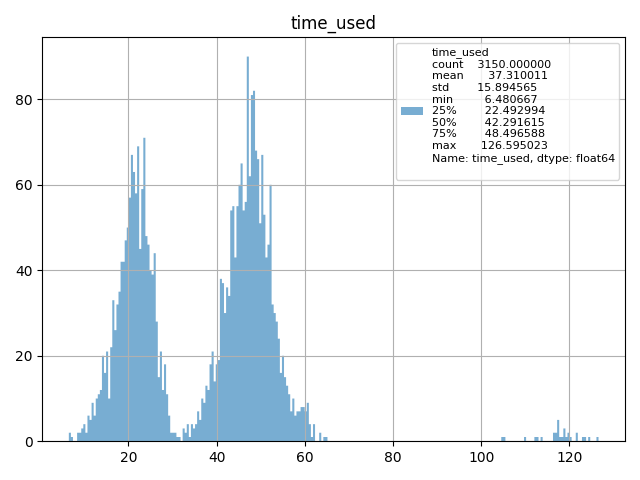 time_used
time_used
count 3150.000000
mean 37.310011
std 15.894565
min 6.480667
25% 22.492994
50% 42.291615
75% 48.496588
max 126.595023
Name: time_used, dtype: float64
80
60
40
20
0
20 40 60 80 100 120